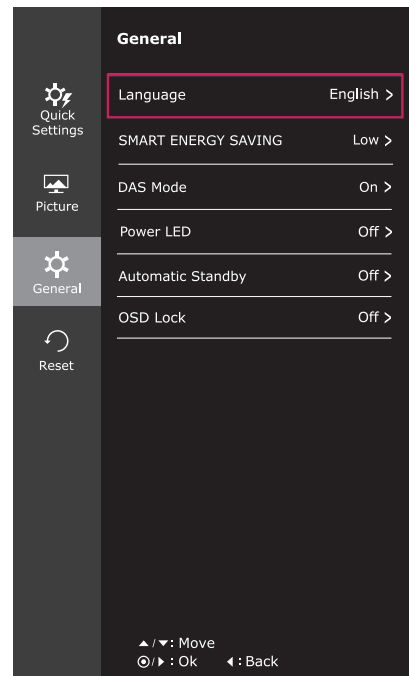 General
Quick
Settings
Picture
General
Reset
Language English >
SMART ENERGY SAVING Low >
DAS Mode On >
Power LED Off >
Automatic Standby Off >
OSD Lock Off >
▲/▼: Move
◉/▶ : Ok ◀ : Back